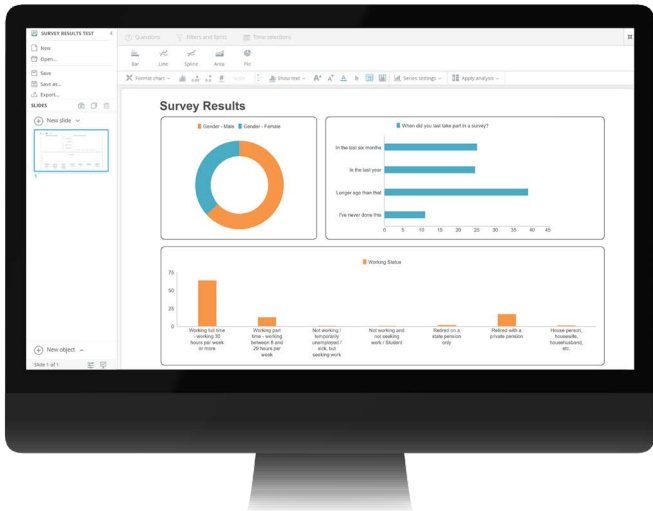 SURVEY RESULTS TEST
New
Open...
Save
Save as...
Export...
SLIDES
New slide
1
New object
Slide 1 of 1
Questions
Filters and Splits
Time selections
Bar
Line
Spline
Area
Pie
Format chart
Show text
A+
A
b
Series settings
Apply analysis
Survey Results
Gender - Male
Gender - Female
When did you last take part in a survey?
In the last six months
In the last year
Longer ago than that
I've never done this
0 5 10 15 20 25 30 35 40 45
Working Status
75
50
25
0
Working full time
- working 30
hours per week
or more
Working part
time - working
between 8 and
29 hours per
week
Not working /
temporarily
unemployed /
sick, but
seeking work
Not working and
not seeking
work / Student
Retired on a
state pension
only
Retired with a
private pension
House person,
housewife,
househusband,
etc.